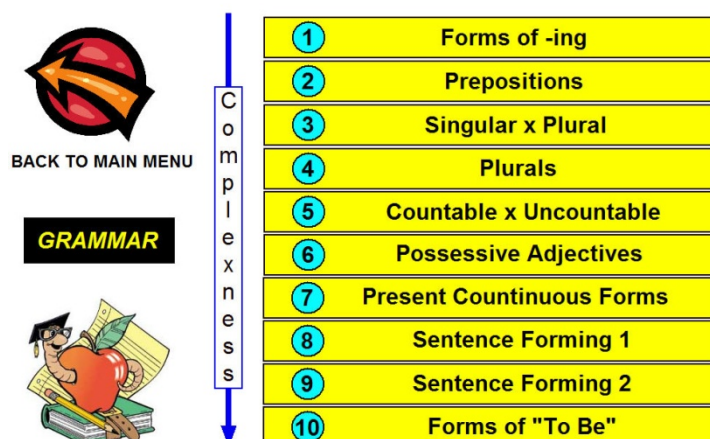 BACK TO MAIN MENU
GRAMMAR
Complexness
1 Forms of -ing
2 Prepositions
3 Singular x Plural
4 Plurals
5 Countable x Uncountable
6 Possessive Adjectives
7 Present Countinuous Forms
8 Sentence Forming 1
9 Sentence Forming 2
10 Forms of "To Be"